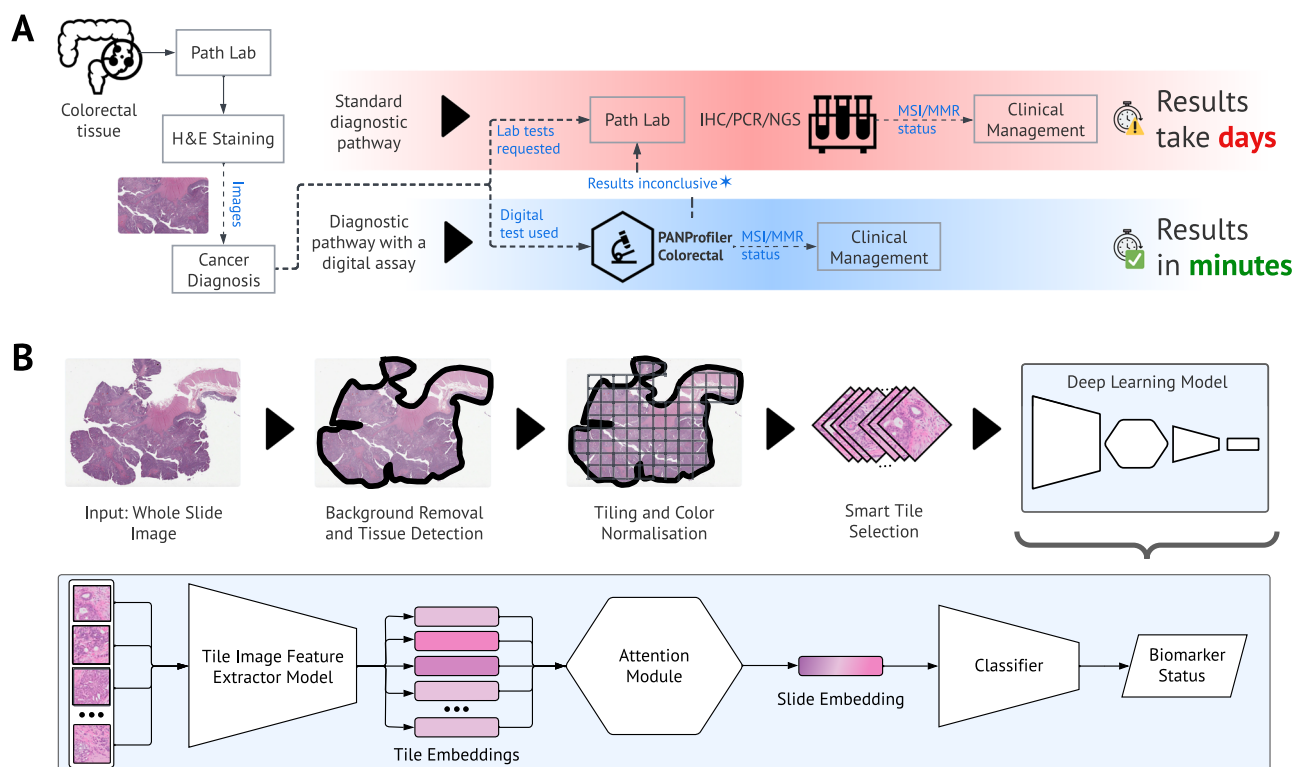 A
Colorectal
tissue
Path Lab
H&E Staining
Images
Cancer
Diagnosis
Standard
diagnostic
pathway
Lab tests
requested
Path Lab
IHC/PCR/NGS
MSI/MMR
status
Clinical
Management
Results
take days
Results inconclusive✶
Diagnostic
pathway with a
digital assay
Digital
test used
PANProfiler
Colorectal
MSI/MMR
status
Clinical
Management
Results
in minutes
B
Input: Whole Slide
Image
Background Removal
and Tissue Detection
Tiling and Color
Normalisation
Smart Tile
Selection
Deep Learning Model
Tile Image Feature
Extractor Model
Tile Embeddings
Attention
Module
Slide Embedding
Classifier
Biomarker
Status